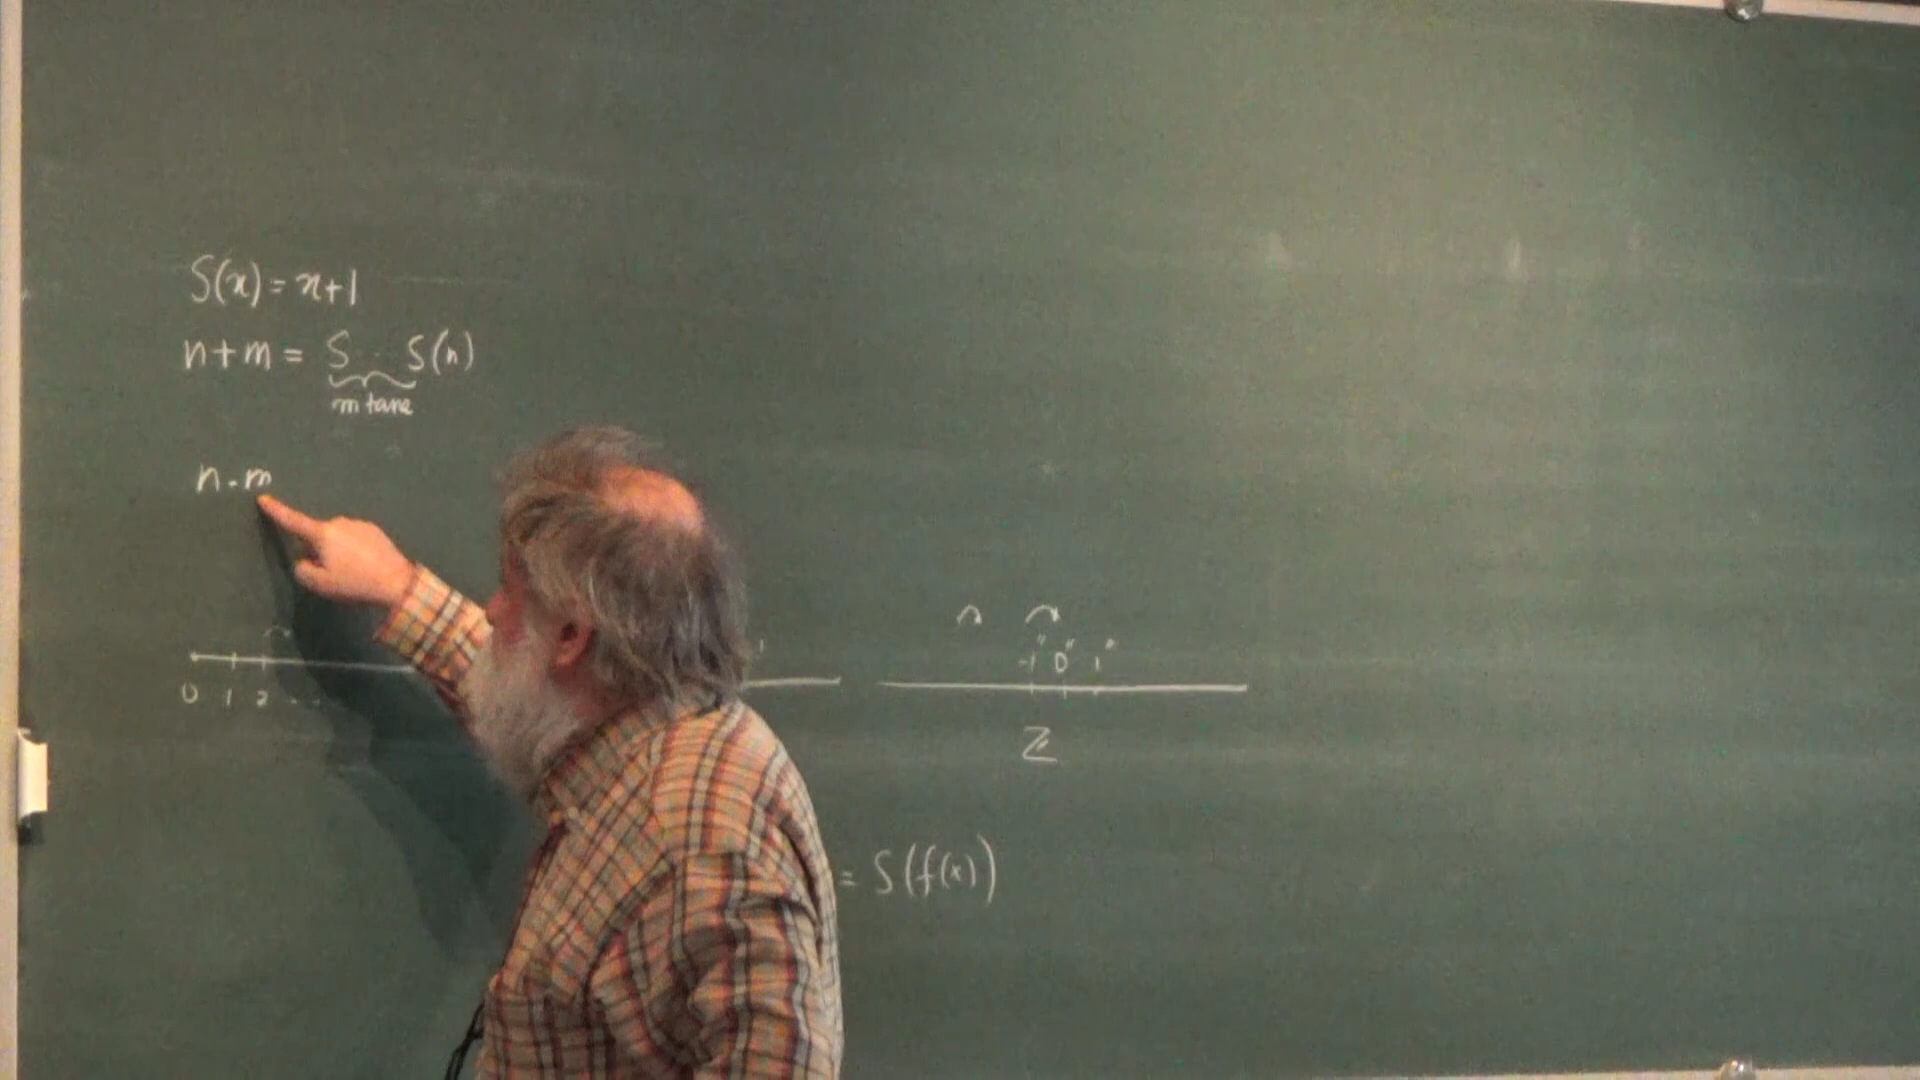 S(x) = x+1
n+m = S . . S(n)
m tane
n . m
0 1 2 . . .
-1" 0" 1"
Z
= S(f(x))